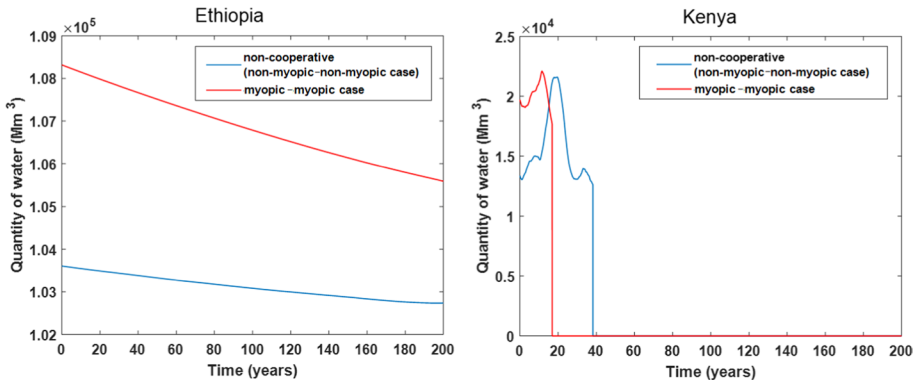 Ethiopia
×10⁵
1.09
1.08
1.07
1.06
1.05
1.04
1.03
1.02
Quantity of water (Mm ³)
non-cooperative
(non-myopic-non-myopic case)
myopic-myopic case
0 20 40 60 80 100 120 140 160 180 200
Time (years)
Kenya
×10⁴
2.5
2
1.5
1
0.5
0
Quantity of water (Mm ³)
non-cooperative
(non-myopic-non-myopic case)
myopic-myopic case
0 20 40 60 80 100 120 140 160 180 200
Time (years)